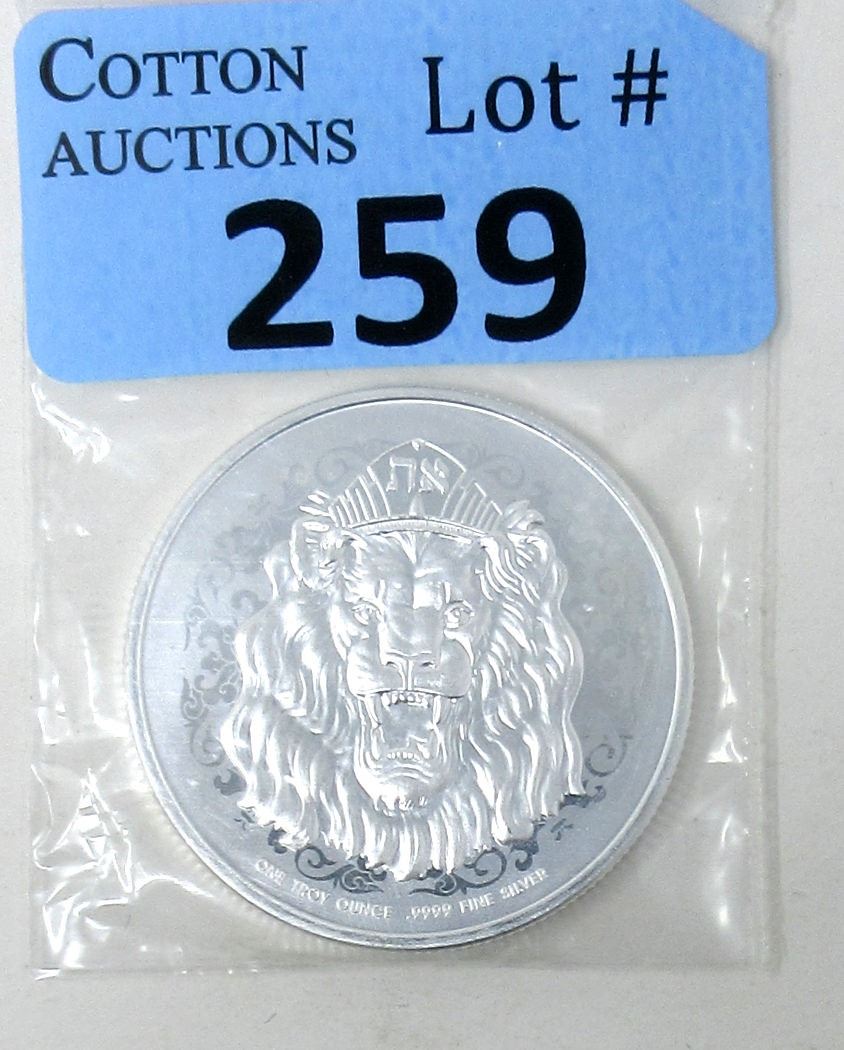 COTTON
AUCTIONS
Lot #
259
את
ONE TROY OUNCE .9999 FINE SILVER